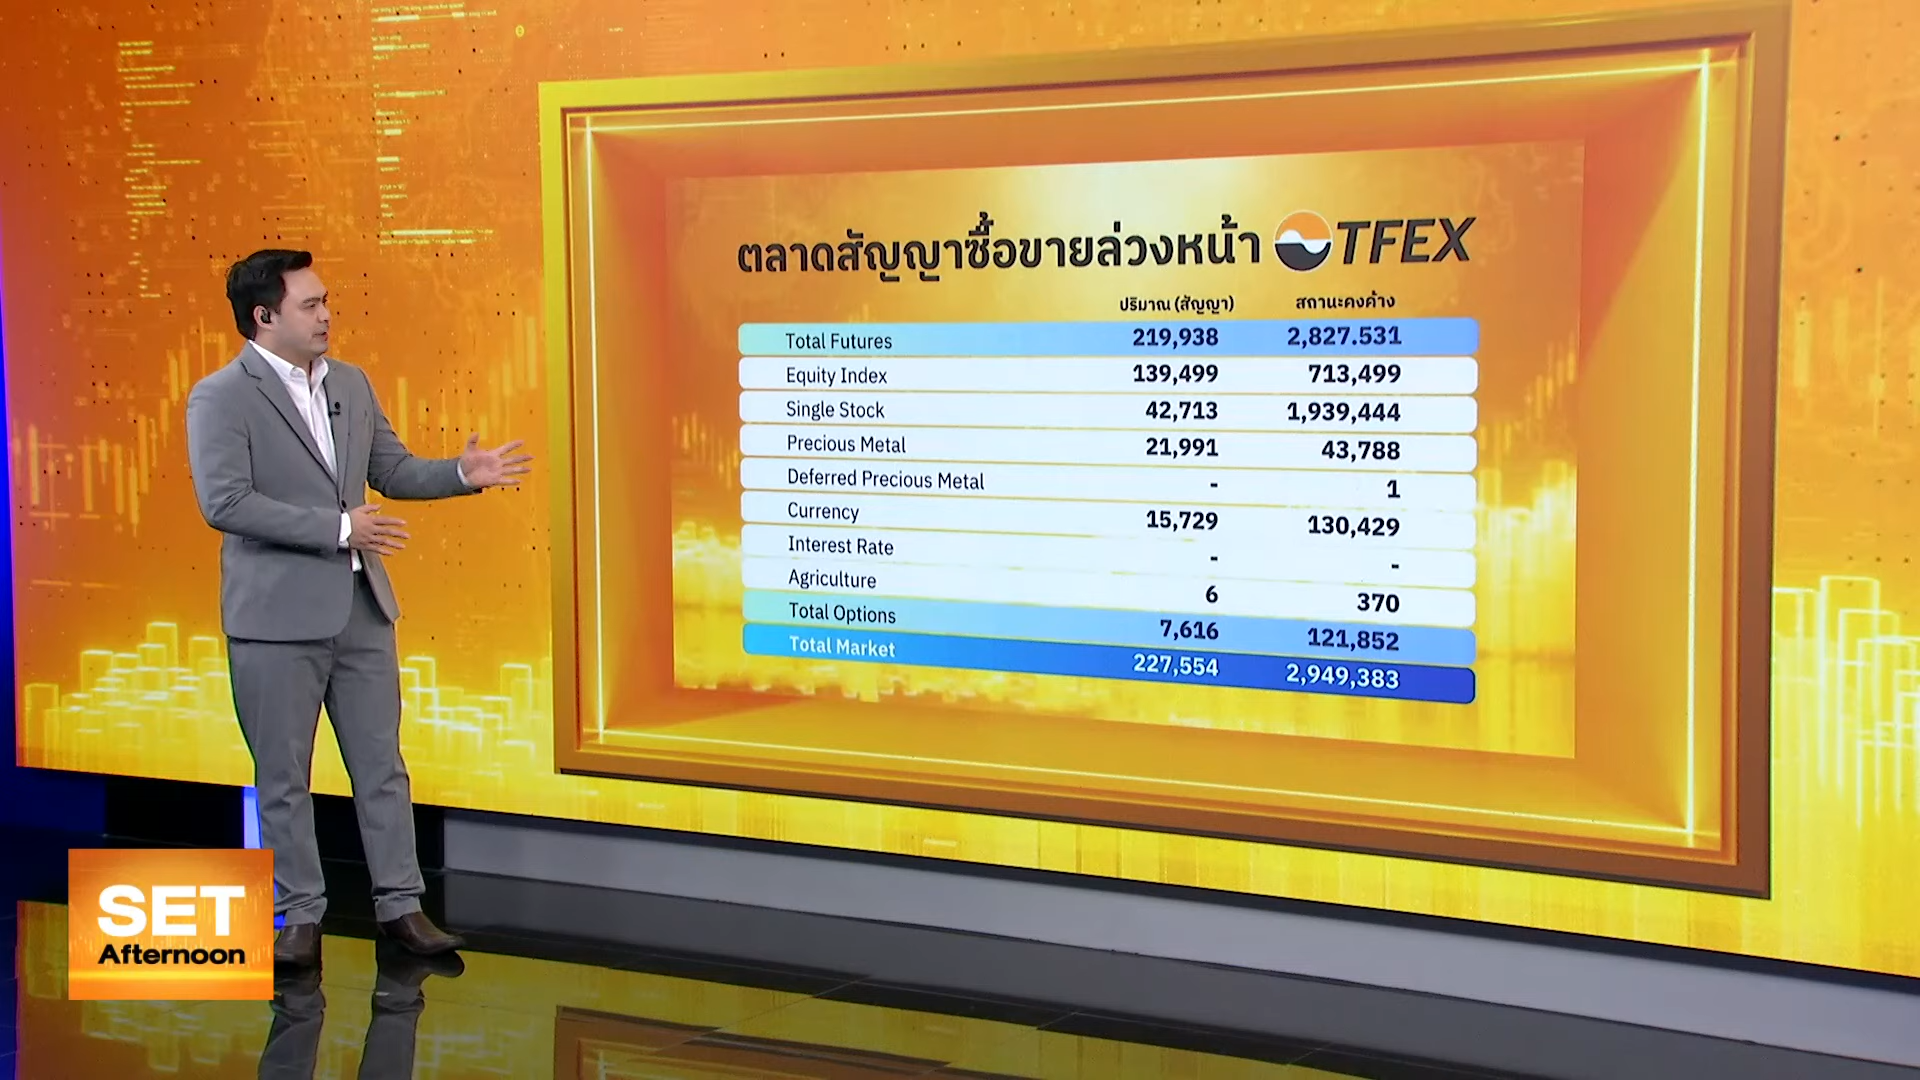 ตลาดสัญญาซื้อขายล่วงหน้า TFEX
ปริมาณ (สัญญา) สถานะคงค้าง
Total Futures 219,938 2,827.531
Equity Index 139,499 713,499
Single Stock 42,713 1,939,444
Precious Metal 21,991 43,788
Deferred Precious Metal - 1
Currency 15,729 130,429
Interest Rate - -
Agriculture 6 370
Total Options 7,616 121,852
Total Market 227,554 2,949,383
SET
Afternoon